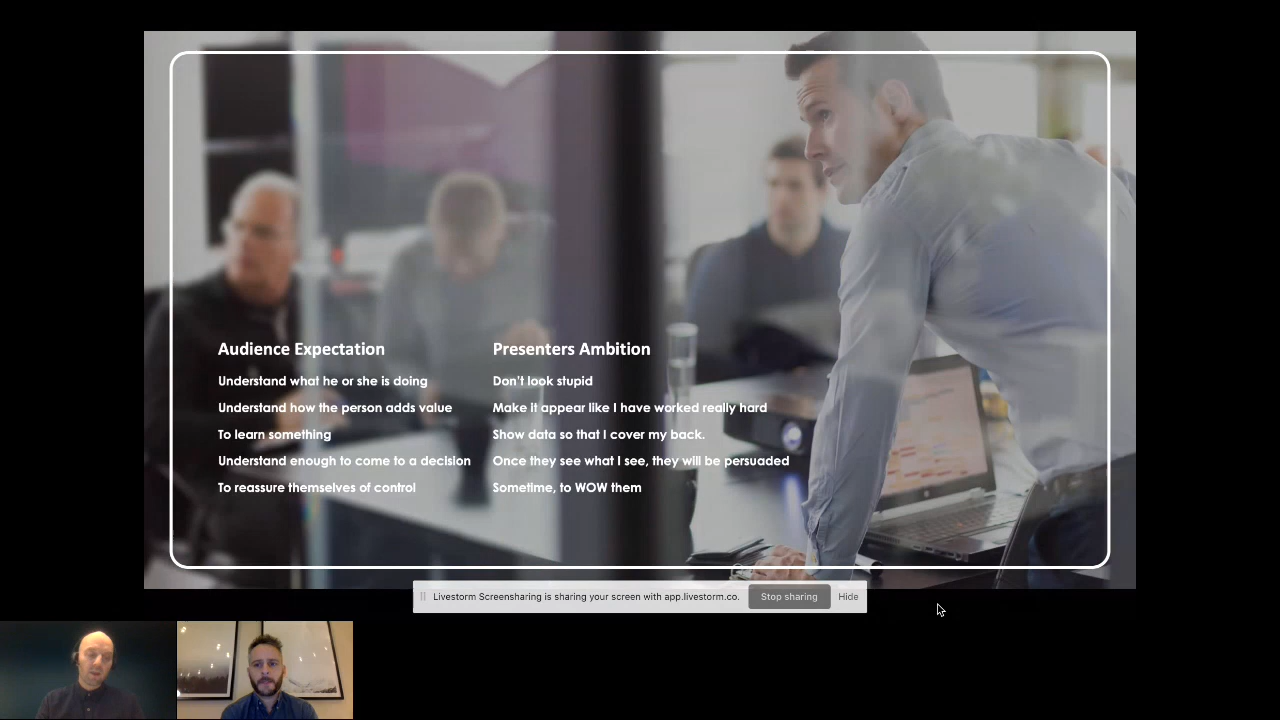 Audience Expectation
Understand what he or she is doing
Understand how the person adds value
To learn something
Understand enough to come to a decision
To reassure themselves of control
Presenters Ambition
Don't look stupid
Make it appear like I have worked really hard
Show data so that I cover my back.
Once they see what I see, they will be persuaded
Sometime, to WOW them
Livestorm Screensharing is sharing your screen with app.livestorm.co.
Stop sharing
Hide